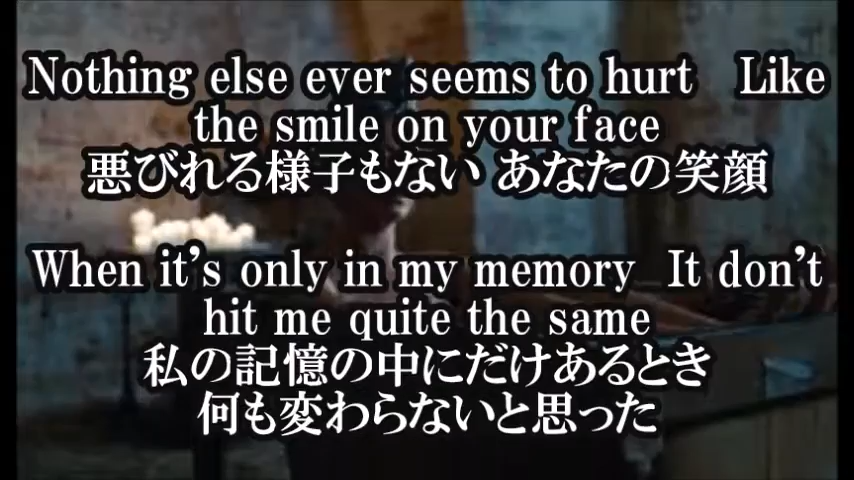 Nothing else ever seems to hurt　Like
the smile on your face
悪びれる様子もない あなたの笑顔
When it's only in my memory　It don't
hit me quite the same
私の記憶の中にだけあるとき
何も変わらないと思った